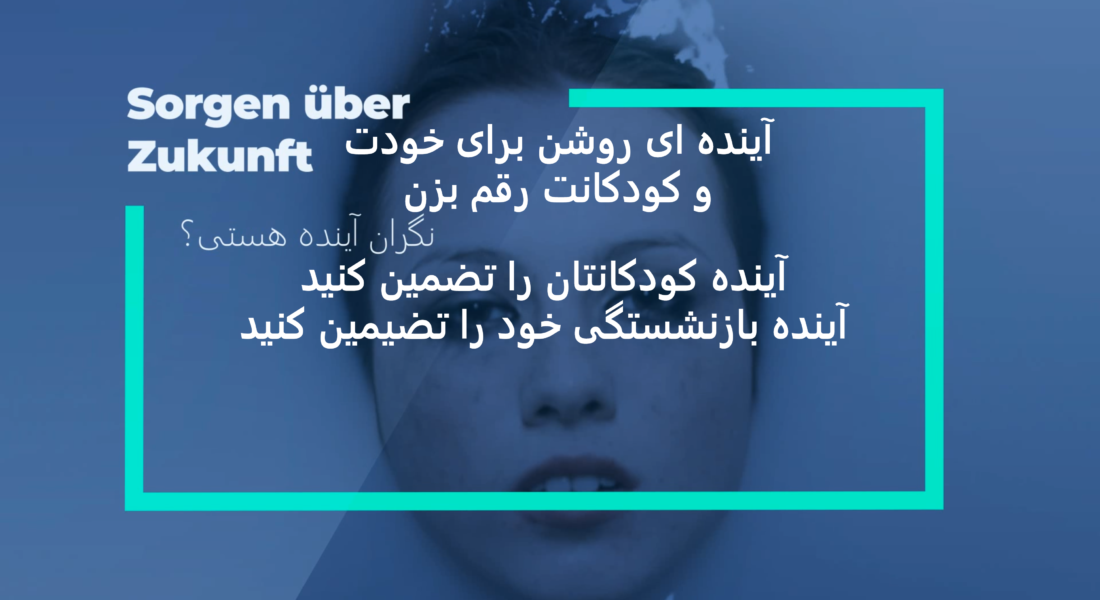 Sorgen über
Zukunft
آینده ای روشن برای خودت
و کودکانت رقم بزن
نگران آینده هستی؟
آینده کودکانتان را تضمین کنید
آینده بازنشستگی خود را تضیمین کنید